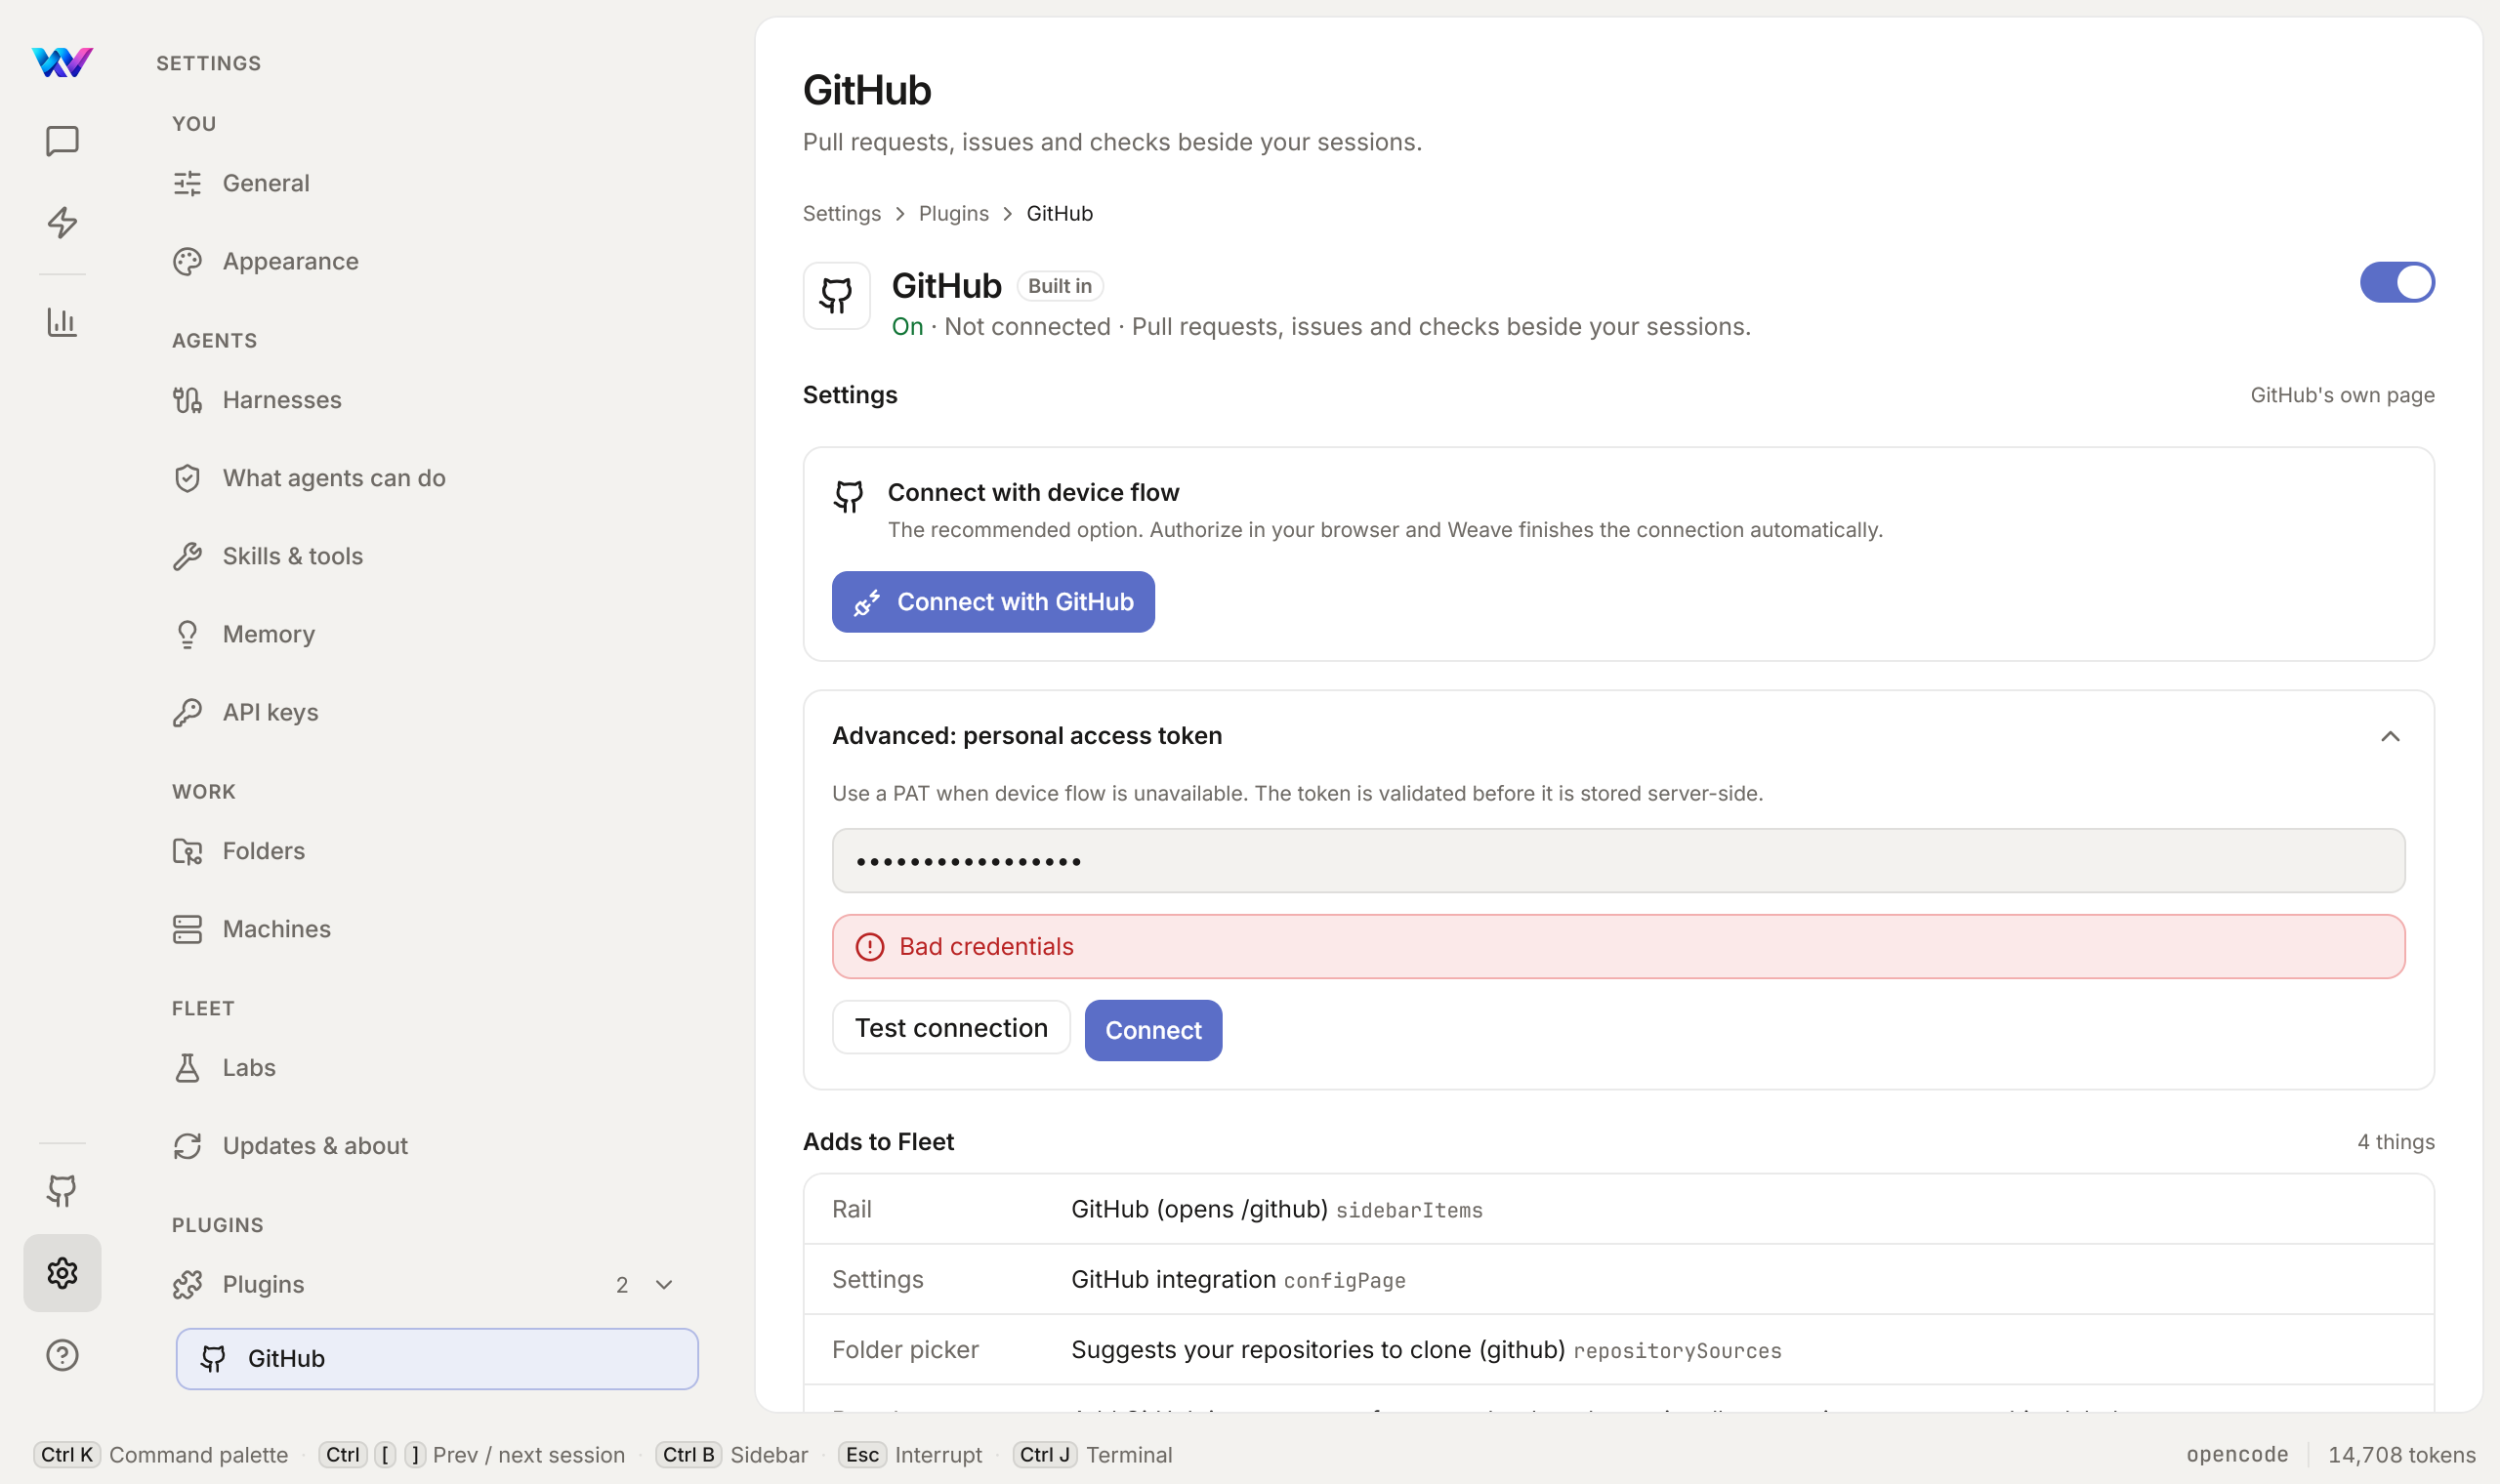 SETTINGS
YOU
General
Appearance
AGENTS
Harnesses
What agents can do
Skills & tools
Memory
API keys
WORK
Folders
Machines
FLEET
Labs
Updates & about
PLUGINS
Plugins 2
GitHub
GitHub
Pull requests, issues and checks beside your sessions.
Settings > Plugins > GitHub
GitHub Built in
On · Not connected · Pull requests, issues and checks beside your sessions.
Settings GitHub's own page
Connect with device flow
The recommended option. Authorize in your browser and Weave finishes the connection automatically.
Connect with GitHub
Advanced: personal access token
Use a PAT when device flow is unavailable. The token is validated before it is stored server-side.
•••••••••••••••••
Bad credentials
Test connection Connect
Adds to Fleet 4 things
Rail GitHub (opens /github) sidebarItems
Settings GitHub integration configPage
Folder picker Suggests your repositories to clone (github) repositorySources
Ctrl K Command palette · Ctrl [ ] Prev / next session · Ctrl B Sidebar · Esc Interrupt · Ctrl J Terminal
opencode 14,708 tokens